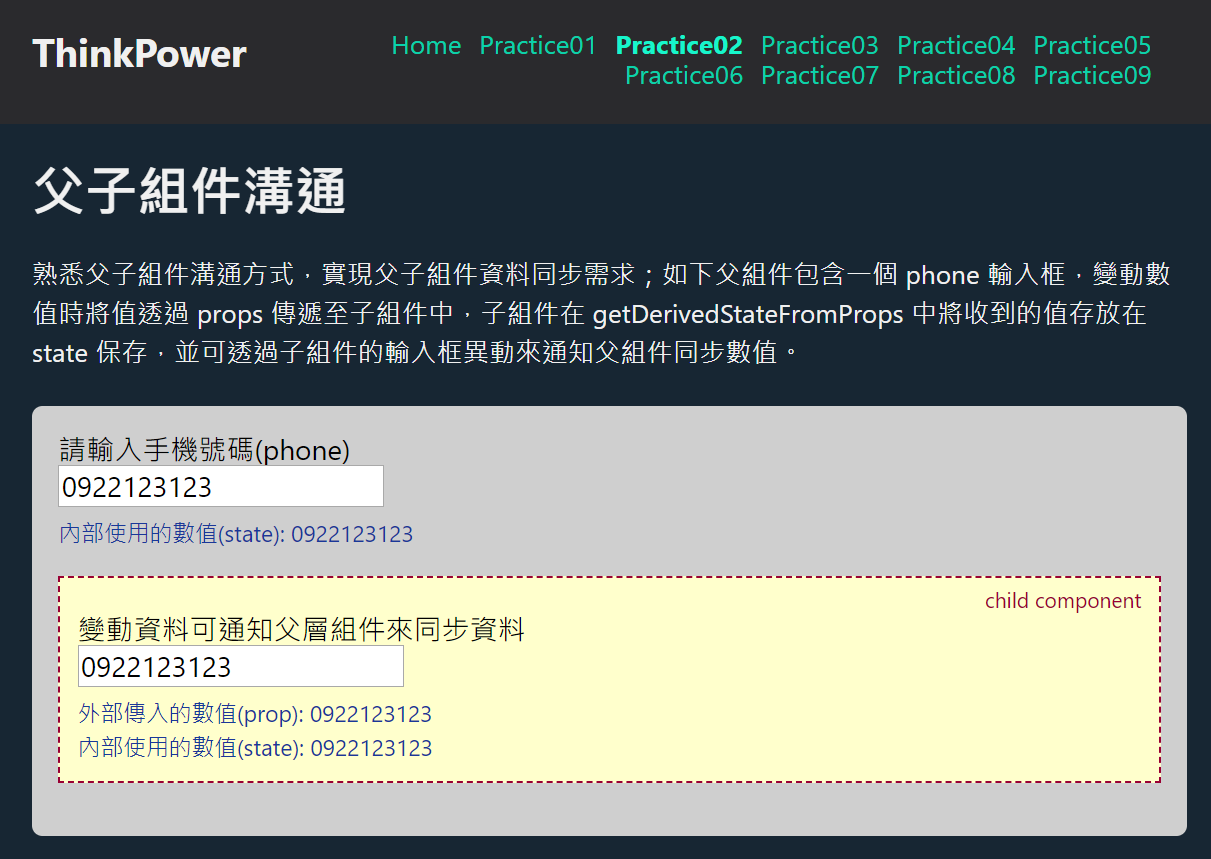 ThinkPower
Home Practice01 Practice02 Practice03 Practice04 Practice05
Practice06 Practice07 Practice08 Practice09
父子組件溝通
熟悉父子組件溝通方式，實現父子組件資料同步需求；如下父組件包含一個 phone 輸入框，變動數
值時將值透過 props 傳遞至子組件中，子組件在 getDerivedStateFromProps 中將收到的值存放在
state 保存，並可透過子組件的輸入框異動來通知父組件同步數值。
請輸入手機號碼(phone)
0922123123
內部使用的數值(state): 0922123123
child component
變動資料可通知父層組件來同步資料
0922123123
外部傳入的數值(prop): 0922123123
內部使用的數值(state): 0922123123